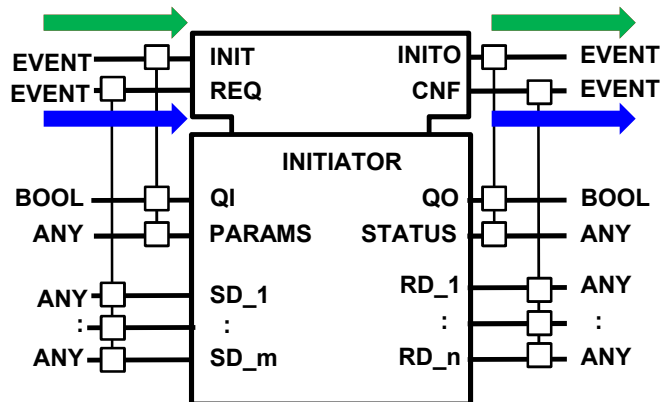 EVENT INIT INITO EVENT
EVENT REQ CNF EVENT
INITIATOR
BOOL QI QO BOOL
ANY PARAMS STATUS ANY
ANY SD_1 RD_1 ANY
: : : :
ANY SD_m RD_n ANY